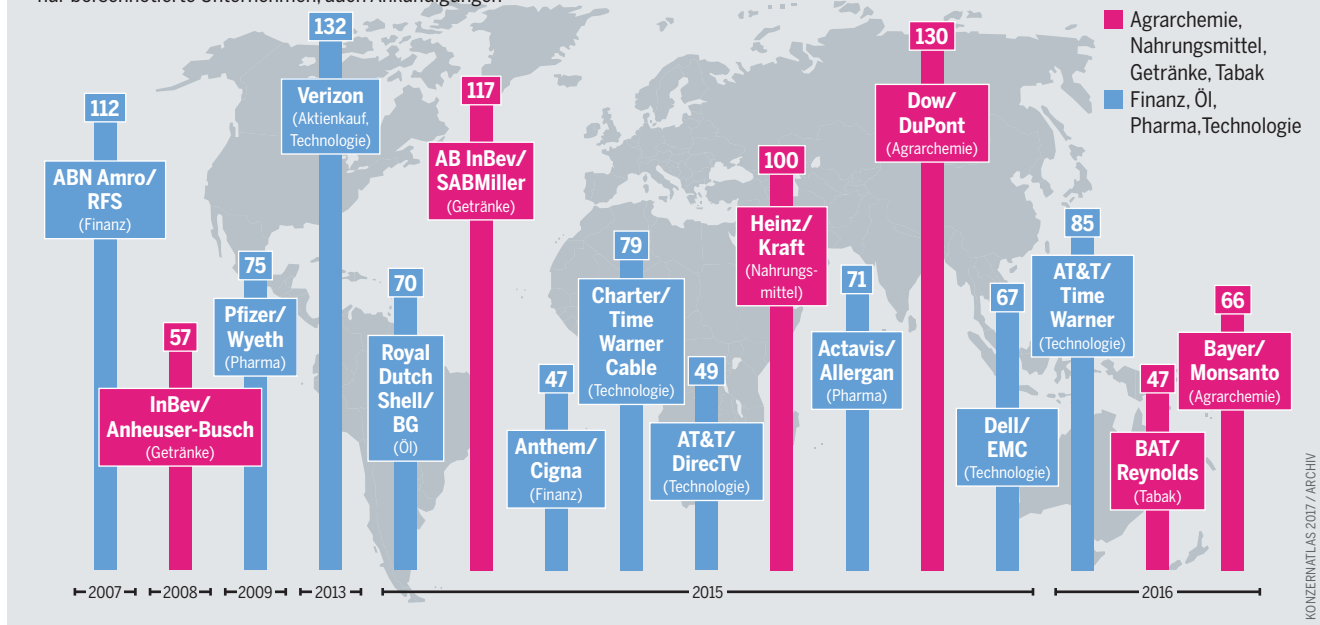 132
130
Agrarchemie,
Nahrungsmittel,
Getränke, Tabak
Finanz, Öl,
Pharma, Technologie
112
ABN Amro/
RFS
(Finanz)
57
InBev/
Anheuser-Busch
(Getränke)
75
Pfizer/
Wyeth
(Pharma)
Verizon
(Aktienkauf,
Technologie)
70
Royal
Dutch
Shell/
BG
(Öl)
117
AB InBev/
SABMiller
(Getränke)
47
Anthem/
Cigna
(Finanz)
79
Charter/
Time
Warner
Cable
(Technologie)
49
AT&T/
DirecTV
(Technologie)
100
Heinz/
Kraft
(Nahrungs-
mittel)
71
Actavis/
Allergan
(Pharma)
Dow/
DuPont
(Agrarchemie)
67
Dell/
EMC
(Technologie)
85
AT&T/
Time
Warner
(Technologie)
47
BAT/
Reynolds
(Tabak)
66
Bayer/
Monsanto
(Agrarchemie)
2007
2008
2009
2013
2015
2016
KONZERNATLAS 2017 / ARCHIV